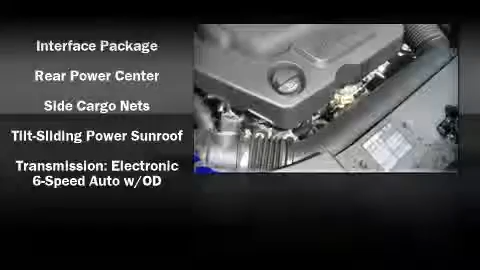 Interface Package
Rear Power Center
Side Cargo Nets
Tilt-Sliding Power Sunroof
Transmission: Electronic
6-Speed Auto w/OD